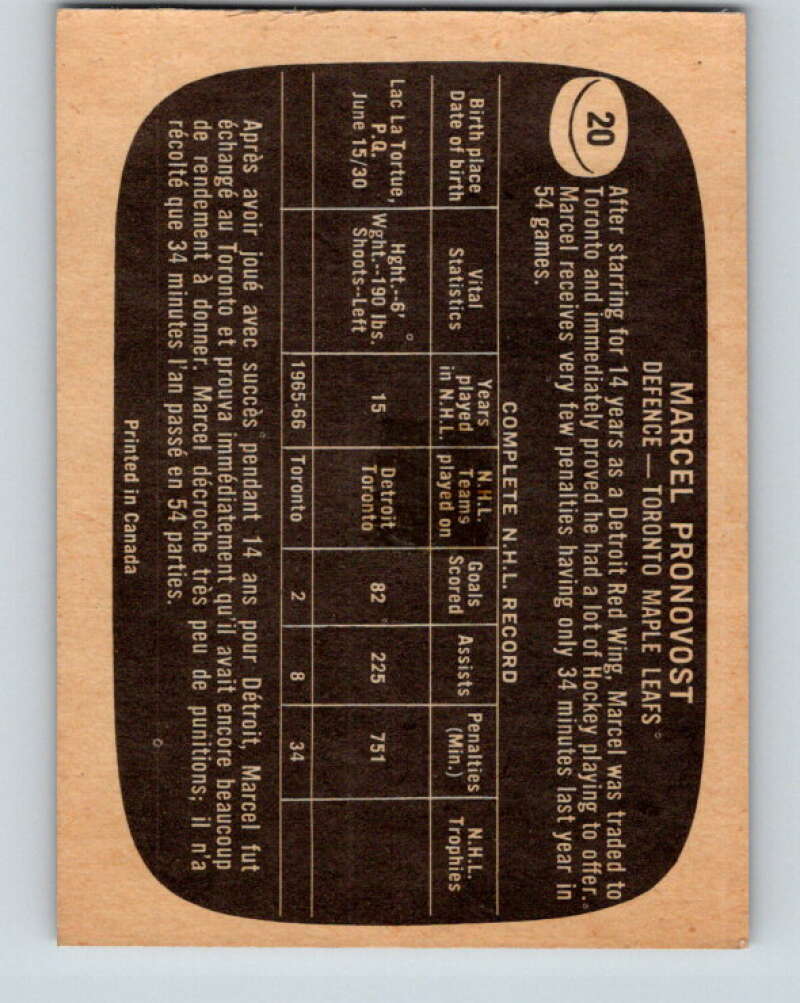 20
MARCEL PRONOVOST
DEFENCE — TORONTO MAPLE LEAFS
After starring for 14 years as a Detroit Red Wing, Marcel was traded to
Toronto and immediately proved he had a lot of Hockey playing to offer.
Marcel receives very few penalties having only 34 minutes last year in
54 games.
COMPLETE N.H.L. RECORD
Birth place Date of birth | Vital Statistics | Years played in N.H.L. | N.H.L. Teams played on | Goals Scored | Assists | Penalties (Min.) | N.H.L. Trophies
Lac La Tortue, P.Q. June 15/30 | Hght.--6' Wght.--190 lbs. Shoots--Left | 15 | Detroit Toronto | 82 | 225 | 751
1965-66 | Toronto | 2 | 8 | 34
Après avoir joué avec succès pendant 14 ans pour Détroit, Marcel fut
échangé au Toronto et prouva immédiatement qu'il avait encore beaucoup
de rendement à donner. Marcel décroche très peu de punitions; il n'a
récolté que 34 minutes l'an passé en 54 parties.
Printed in Canada